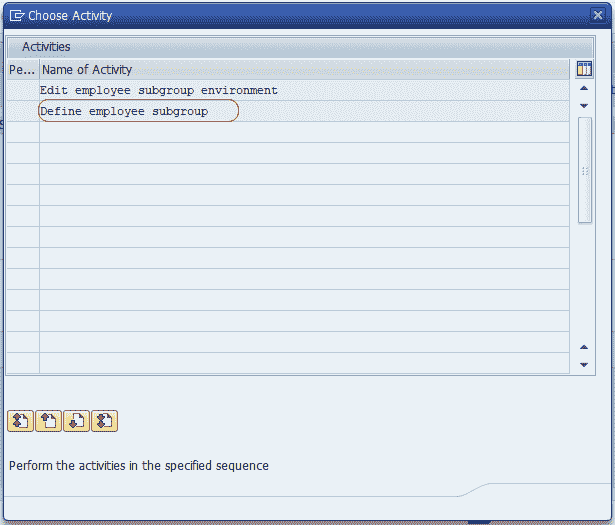 Choose Activity
Activities
Pe... Name of Activity
Edit employee subgroup environment
Define employee subgroup
Perform the activities in the specified sequence